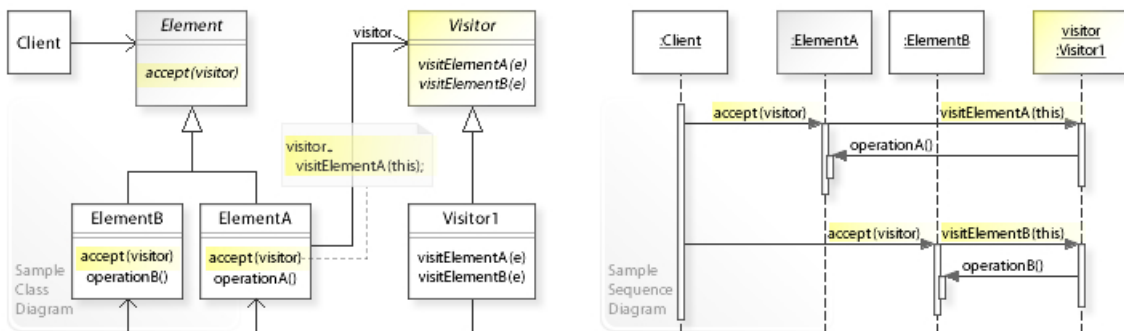 Client
Element
accept(visitor)
visitor
Visitor
visitElementA(e)
visitElementB(e)
visitor.
visitElementA(this);
ElementB
accept(visitor)
operationB()
ElementA
accept(visitor)
operationA()
Visitor1
visitElementA(e)
visitElementB(e)
Sample
Class
Diagram
:Client
:ElementA
:ElementB
visitor
:Visitor1
accept(visitor)
visitElementA(this)
operationA()
accept(visitor)
visitElementB(this)
operationB()
Sample
Sequence
Diagram